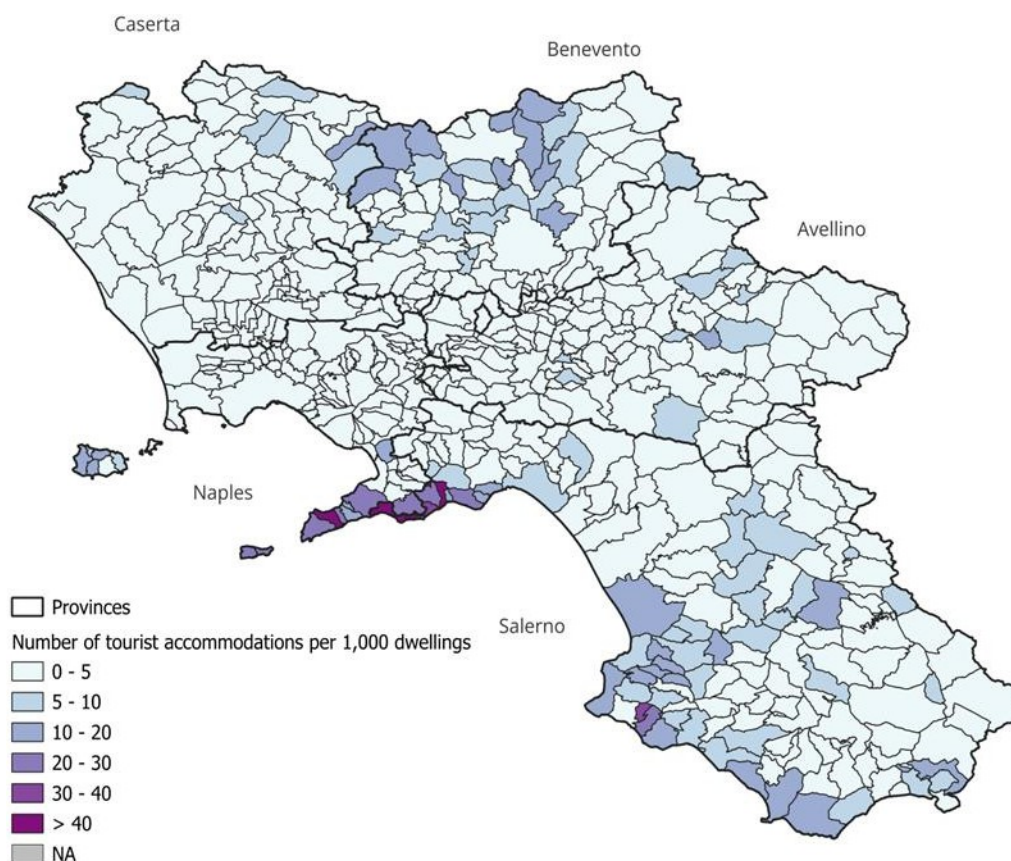 Caserta
Benevento
Avellino
Naples
Salerno
Provinces
Number of tourist accommodations per 1,000 dwellings
0 - 5
5 - 10
10 - 20
20 - 30
30 - 40
> 40
NA